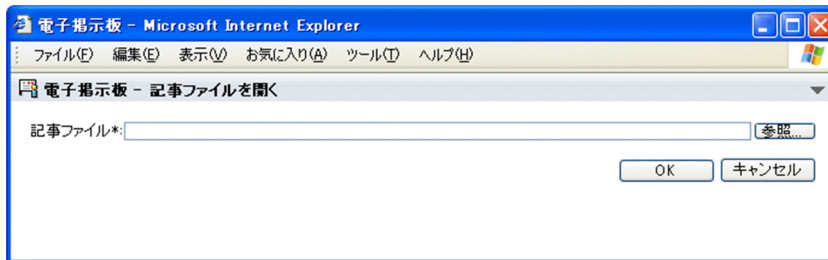 電子掲示板 - Microsoft Internet Explorer
ファイル(F) 編集(E) 表示(V) お気に入り(A) ツール(T) ヘルプ(H)
電子掲示板 - 記事ファイルを開く
記事ファイル*: 参照...
OK キャンセル